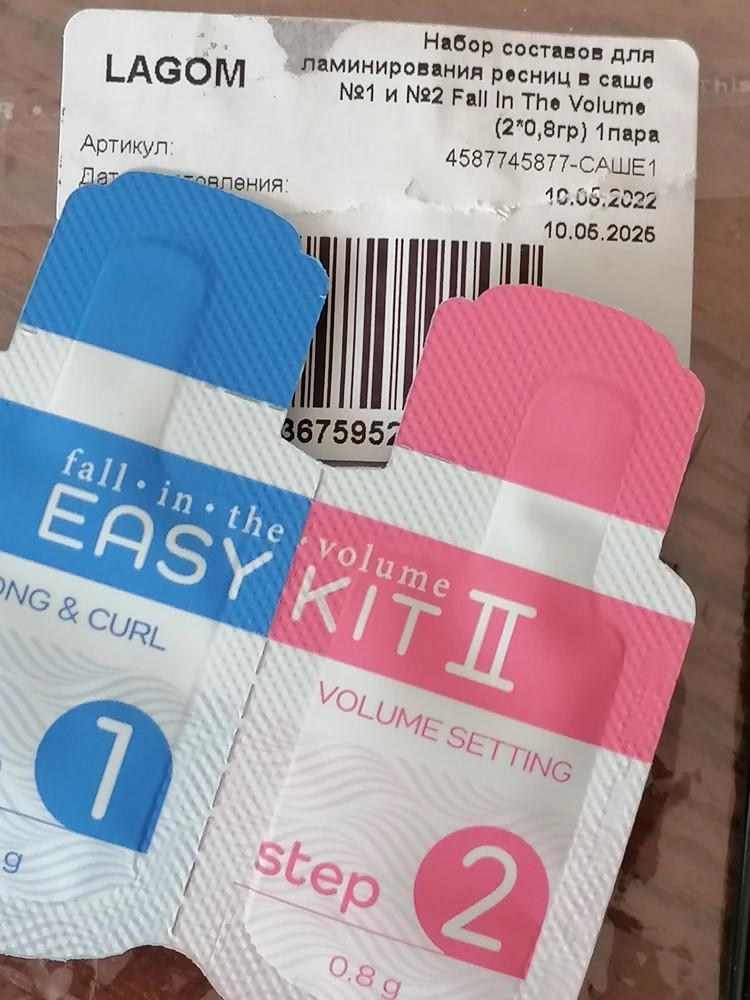 LAGOM
Набор составов для
ламинирования ресниц в саше
№1 и №2 Fall In The Volume
(2*0,8гр) 1пара
Артикул:
4587745877-САШЕ1
10.05.2022
10.05.2025
3675952
fall·in·the·volume
EASY KIT II
& CURL
VOLUME SETTING
1
step 2
g
0.8 g